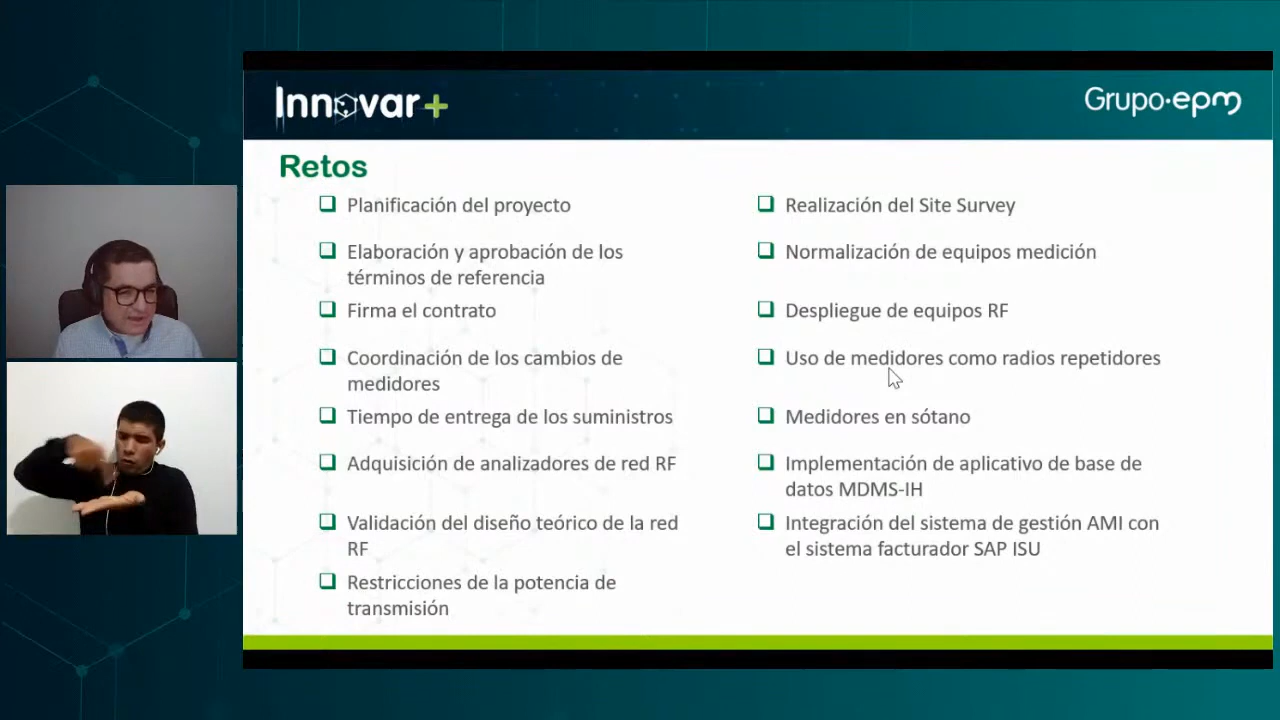 Innovar+
Grupo·epm
Retos
Planificación del proyecto
Elaboración y aprobación de los
términos de referencia
Firma el contrato
Coordinación de los cambios de
medidores
Tiempo de entrega de los suministros
Adquisición de analizadores de red RF
Validación del diseño teórico de la red
RF
Restricciones de la potencia de
transmisión
Realización del Site Survey
Normalización de equipos medición
Despliegue de equipos RF
Uso de medidores como radios repetidores
Medidores en sótano
Implementación de aplicativo de base de
datos MDMS-IH
Integración del sistema de gestión AMI con
el sistema facturador SAP ISU